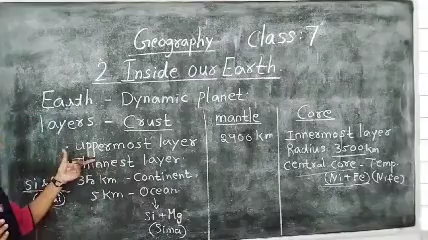 Geography Class:7
2 Inside our Earth
Earth - Dynamic planet
layers - Crust
uppermost layer
thinnest layer
35 km - Continent
5 km - Ocean
↓
Si + Mg
(Sima)
mantle
2900 km
Core
Innermost layer
Radius 3500 km
Central core - Temp.
(Ni + Fe) (Nife)